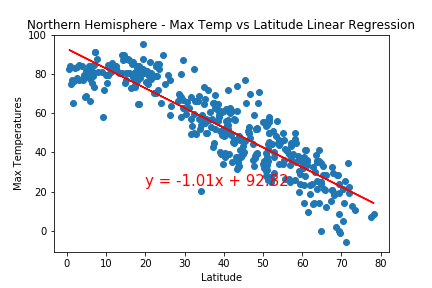 Northern Hemisphere - Max Temp vs Latitude Linear Regression
100
80
60
40
20
0
Max Temperatures
y = -1.01x + 92.82
0 10 20 30 40 50 60 70 80
Latitude